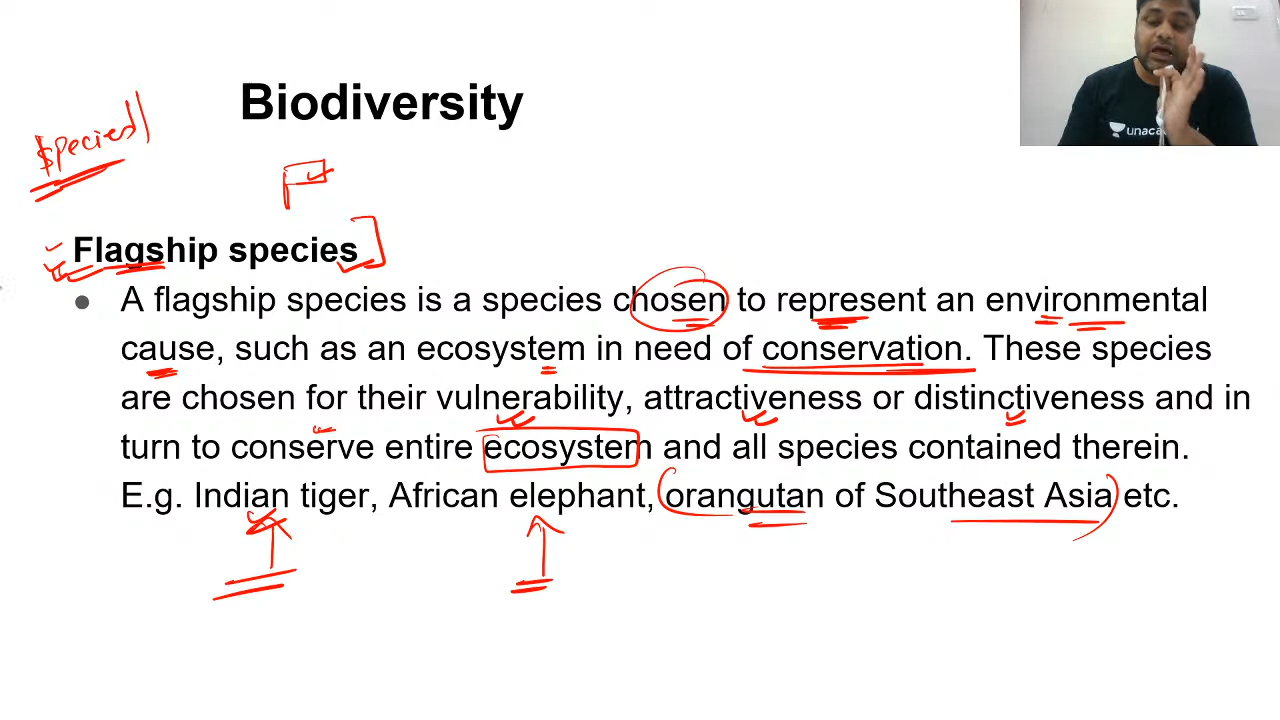 Biodiversity
Species
Flagship species
● A flagship species is a species chosen to represent an environmental
cause, such as an ecosystem in need of conservation. These species
are chosen for their vulnerability, attractiveness or distinctiveness and in
turn to conserve entire ecosystem and all species contained therein.
E.g. Indian tiger, African elephant, orangutan of Southeast Asia etc.